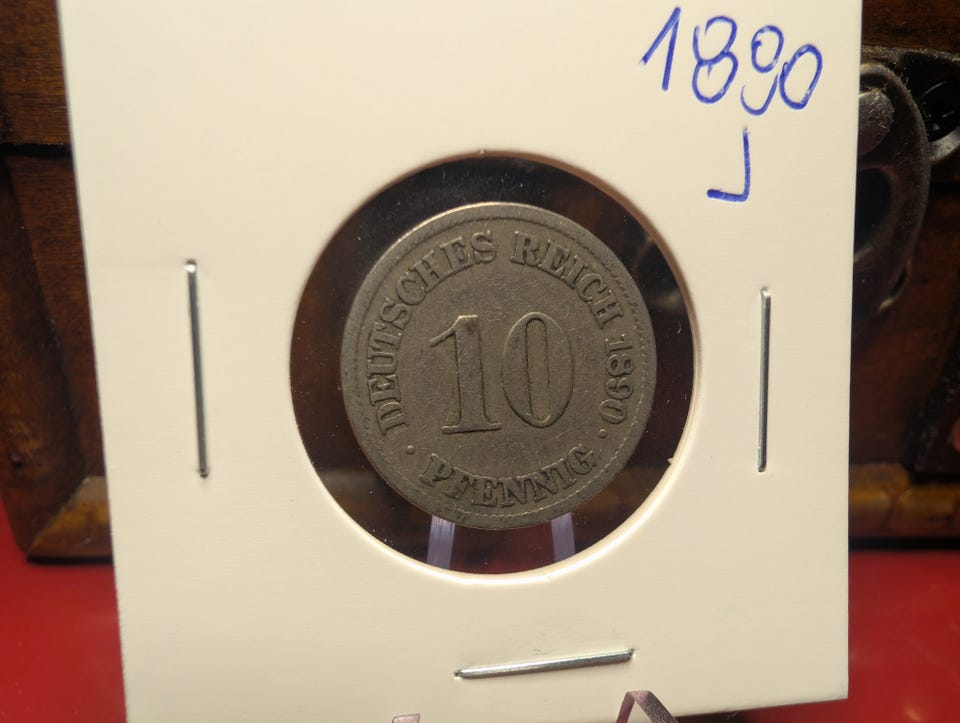 1890
J
DEUTSCHES REICH 1890
10
· PFENNIG ·